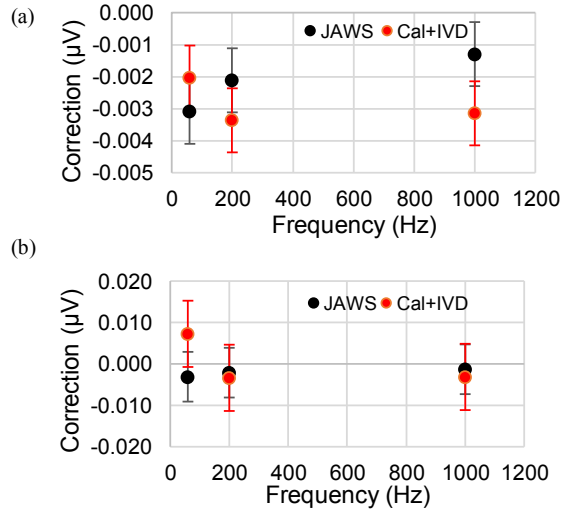 (a)
0.000
-0.001
-0.002
-0.003
-0.004
-0.005
Correction (µV)
JAWS Cal+IVD
0 200 400 600 800 1000 1200
Frequency (Hz)
(b)
0.020
0.010
0.000
-0.010
-0.020
Correction (µV)
JAWS Cal+IVD
0 200 400 600 800 1000 1200
Frequency (Hz)